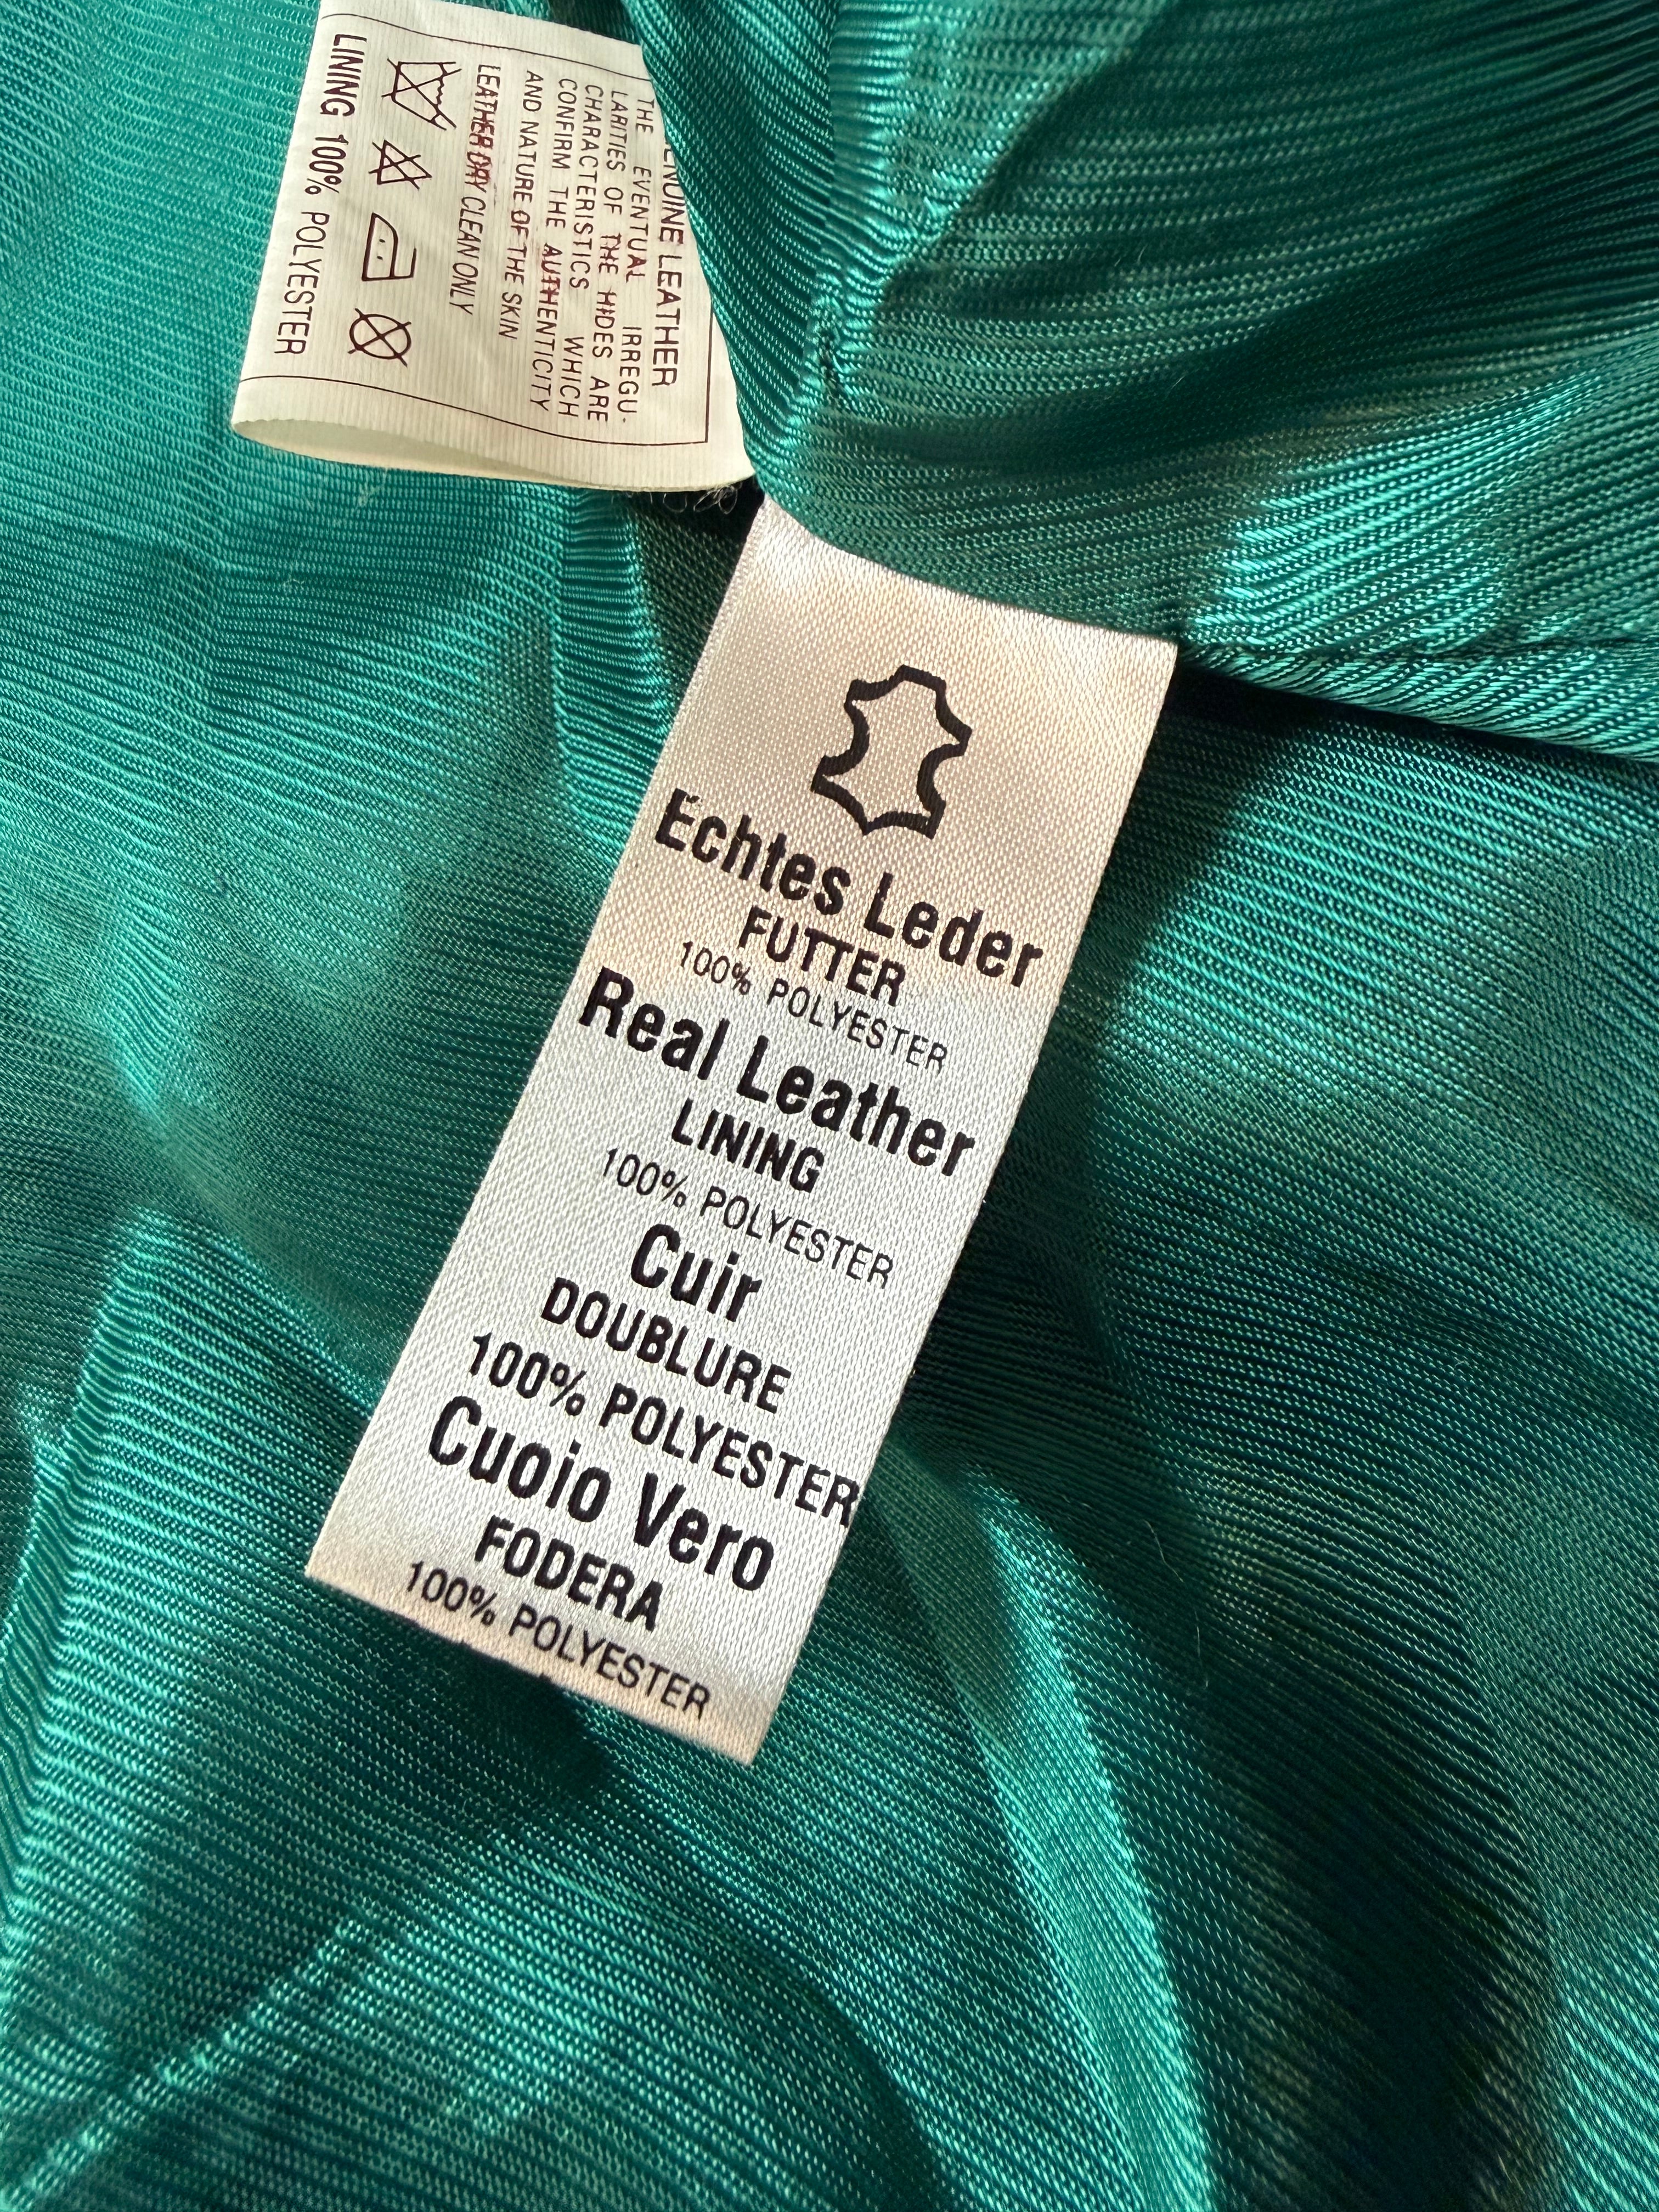 GENUINE LEATHER
THE EVENTUAL IRREGU-
LARITIES OF THE HIDES ARE
CHARACTERISTICS WHICH
CONFIRM THE AUTHENTICITY
AND NATURE OF THE SKIN
LEATHER DRY CLEAN ONLY
LINING 100% POLYESTER
Echtes Leder
FUTTER
100% POLYESTER
Real Leather
LINING
100% POLYESTER
Cuir
DOUBLURE
100% POLYESTER
Cuoio Vero
FODERA
100% POLYESTER